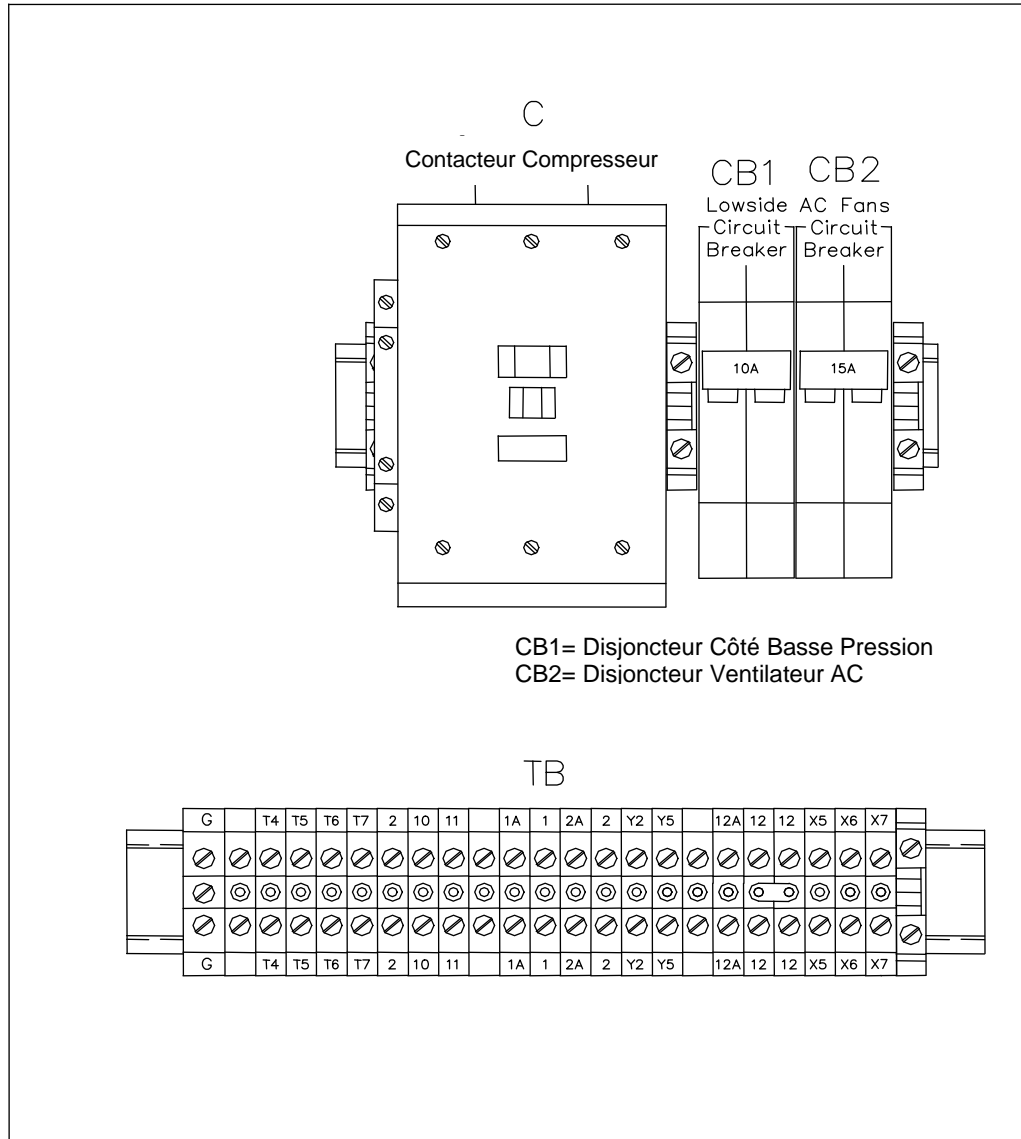 C
Contacteur Compresseur
CB1 CB2
Lowside AC Fans
Circuit Circuit
Breaker Breaker
10A 15A
CB1= Disjoncteur Côté Basse Pression
CB2= Disjoncteur Ventilateur AC
TB
G T4 T5 T6 T7 2 10 11 1A 1 2A 2 Y2 Y5 12A 12 12 X5 X6 X7
G T4 T5 T6 T7 2 10 11 1A 1 2A 2 Y2 Y5 12A 12 12 X5 X6 X7